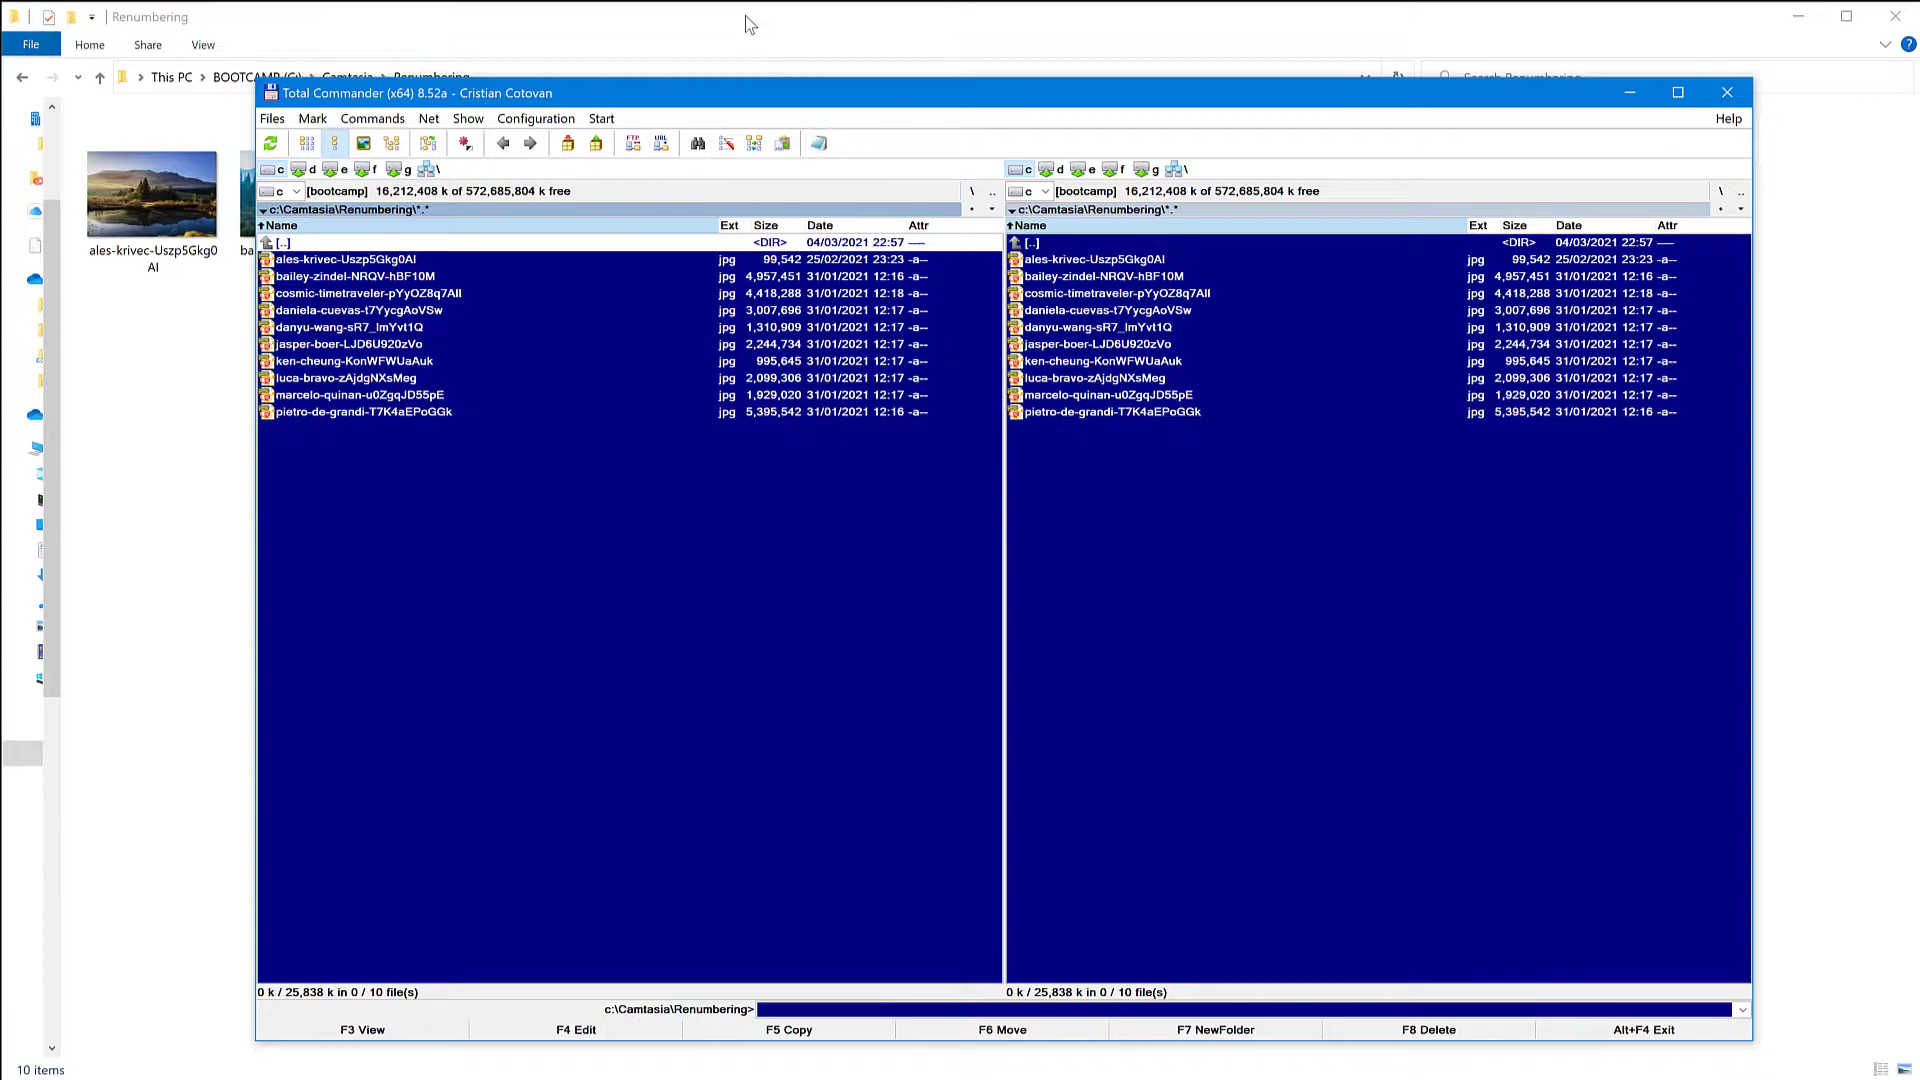 Renumbering
File Home Share View
This PC BOOTCAMP (C:) Camtasia Renumbering Search Renumbering
Total Commander (x64) 8.52a - Cristian Cotovan
Files Mark Commands Net Show Configuration Start Help
FTP URL
c d e f g \ c d e f g \
c [bootcamp] 16,212,408 k of 572,685,804 k free \ .. c [bootcamp] 16,212,408 k of 572,685,804 k free \ ..
c:\Camtasia\Renumbering\*.* c:\Camtasia\Renumbering\*.*
Name Ext Size Date Attr Name Ext Size Date Attr
[..] <DIR> 04/03/2021 22:57 ---- [..] <DIR> 04/03/2021 22:57 ----
ales-krivec-Uszp5Gkg0AI jpg 99,542 25/02/2021 23:23 -a-- ales-krivec-Uszp5Gkg0AI jpg 99,542 25/02/2021 23:23 -a--
bailey-zindel-NRQV-hBF10M jpg 4,957,451 31/01/2021 12:16 -a-- bailey-zindel-NRQV-hBF10M jpg 4,957,451 31/01/2021 12:16 -a--
cosmic-timetraveler-pYyOZ8q7AII jpg 4,418,288 31/01/2021 12:18 -a-- cosmic-timetraveler-pYyOZ8q7AII jpg 4,418,288 31/01/2021 12:18 -a--
daniela-cuevas-t7YycgAoVSw jpg 3,007,696 31/01/2021 12:17 -a-- daniela-cuevas-t7YycgAoVSw jpg 3,007,696 31/01/2021 12:17 -a--
danyu-wang-sR7_lmYvt1Q jpg 1,310,909 31/01/2021 12:17 -a-- danyu-wang-sR7_lmYvt1Q jpg 1,310,909 31/01/2021 12:17 -a--
jasper-boer-LJD6U920zVo jpg 2,244,734 31/01/2021 12:17 -a-- jasper-boer-LJD6U920zVo jpg 2,244,734 31/01/2021 12:17 -a--
ken-cheung-KonWFWUaAuk jpg 995,645 31/01/2021 12:17 -a-- ken-cheung-KonWFWUaAuk jpg 995,645 31/01/2021 12:17 -a--
luca-bravo-zAjdgNXsMeg jpg 2,099,306 31/01/2021 12:17 -a-- luca-bravo-zAjdgNXsMeg jpg 2,099,306 31/01/2021 12:17 -a--
marcelo-quinan-u0ZgqJD55pE jpg 1,929,020 31/01/2021 12:17 -a-- marcelo-quinan-u0ZgqJD55pE jpg 1,929,020 31/01/2021 12:17 -a--
pietro-de-grandi-T7K4aEPoGGk jpg 5,395,542 31/01/2021 12:16 -a-- pietro-de-grandi-T7K4aEPoGGk jpg 5,395,542 31/01/2021 12:16 -a--
ales-krivec-Uszp5Gkg0 ba
AI
0 k / 25,838 k in 0 / 10 file(s) 0 k / 25,838 k in 0 / 10 file(s)
c:\Camtasia\Renumbering>
F3 View F4 Edit F5 Copy F6 Move F7 NewFolder F8 Delete Alt+F4 Exit
10 items